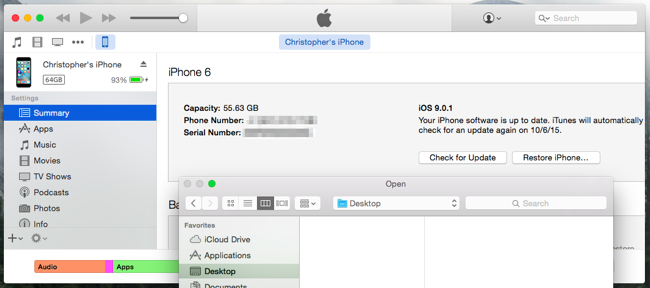 Search
Christopher's iPhone
Christopher's iPhone
64GB 93%
Settings
Summary
Apps
Music
Movies
TV Shows
Podcasts
Photos
Info
Audio Apps
iPhone 6
Capacity: 55.63 GB
Phone Number:
Serial Number:
iOS 9.0.1
Your iPhone software is up to date. iTunes will automatically
check for an update again on 10/6/15.
Check for Update Restore iPhone...
Ba
Open
Desktop Search
Favorites
iCloud Drive
Applications
Desktop
Documents